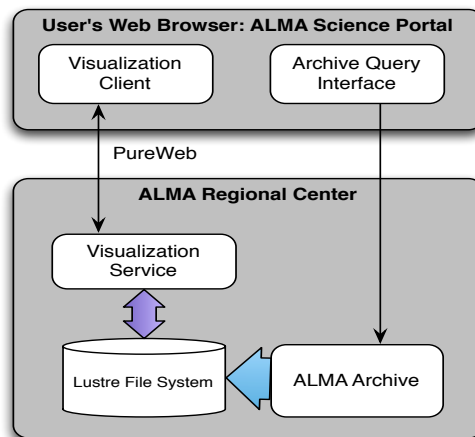 User's Web Browser: ALMA Science Portal
Visualization
Client
Archive Query
Interface
PureWeb
ALMA Regional Center
Visualization
Service
Lustre File System
ALMA Archive